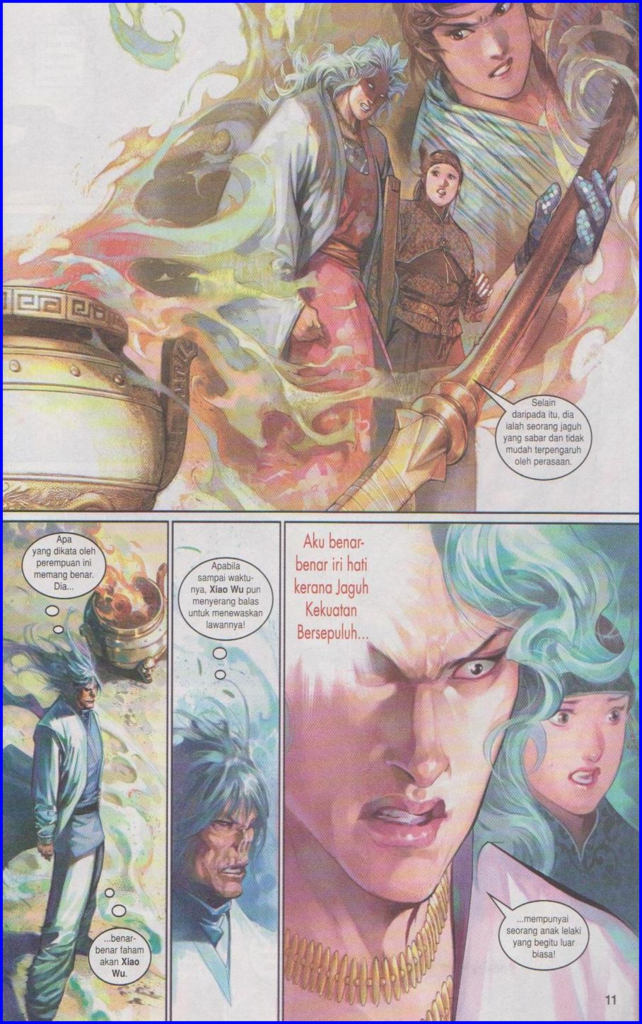 Selain
daripada itu, dia
ialah seorang jaguh
yang sabar dan tidak
mudah terpengaruh
oleh perasaan.
Apa
yang dikata oleh
perempuan ini
memang benar.
Dia...
...benar-
benar faham
akan Xiao
Wu.
Apabila
sampai waktu-
nya, Xiao Wu pun
menyerang balas
untuk menewaskan
lawannya!
Aku benar-
benar iri hati
kerana Jaguh
Kekuatan
Bersepuluh...
...mempunyai
seorang anak lelaki
yang begitu luar
biasa!
11